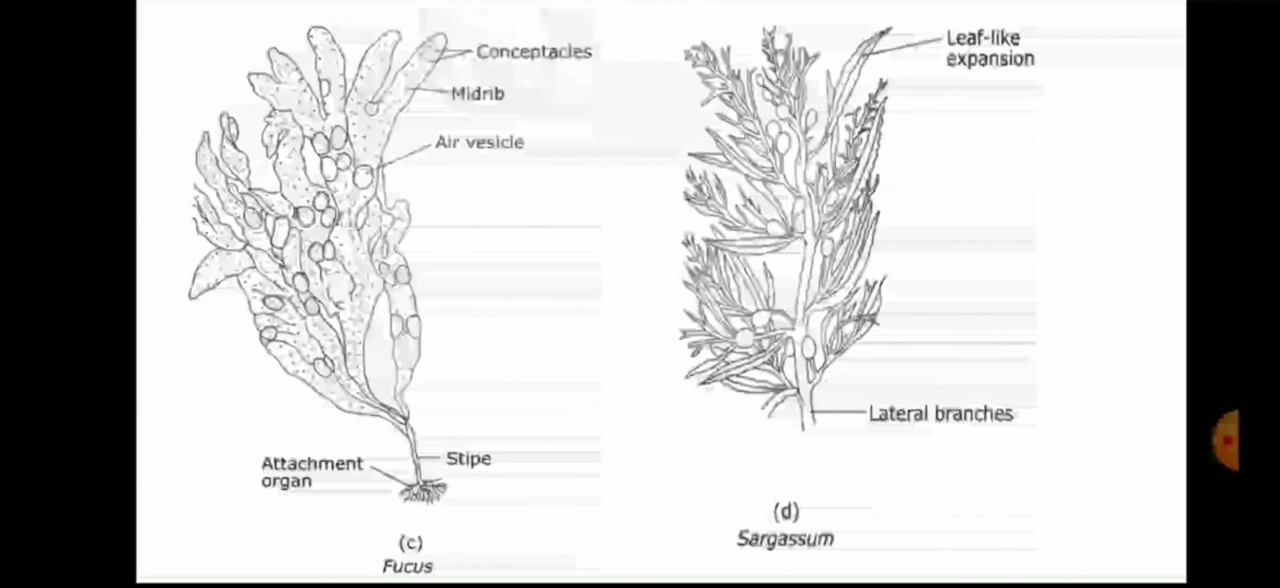 Conceptacles
Midrib
Air vesicle
Stipe
Attachment
organ
(c)
Fucus
Leaf-like
expansion
Lateral branches
(d)
Sargassum